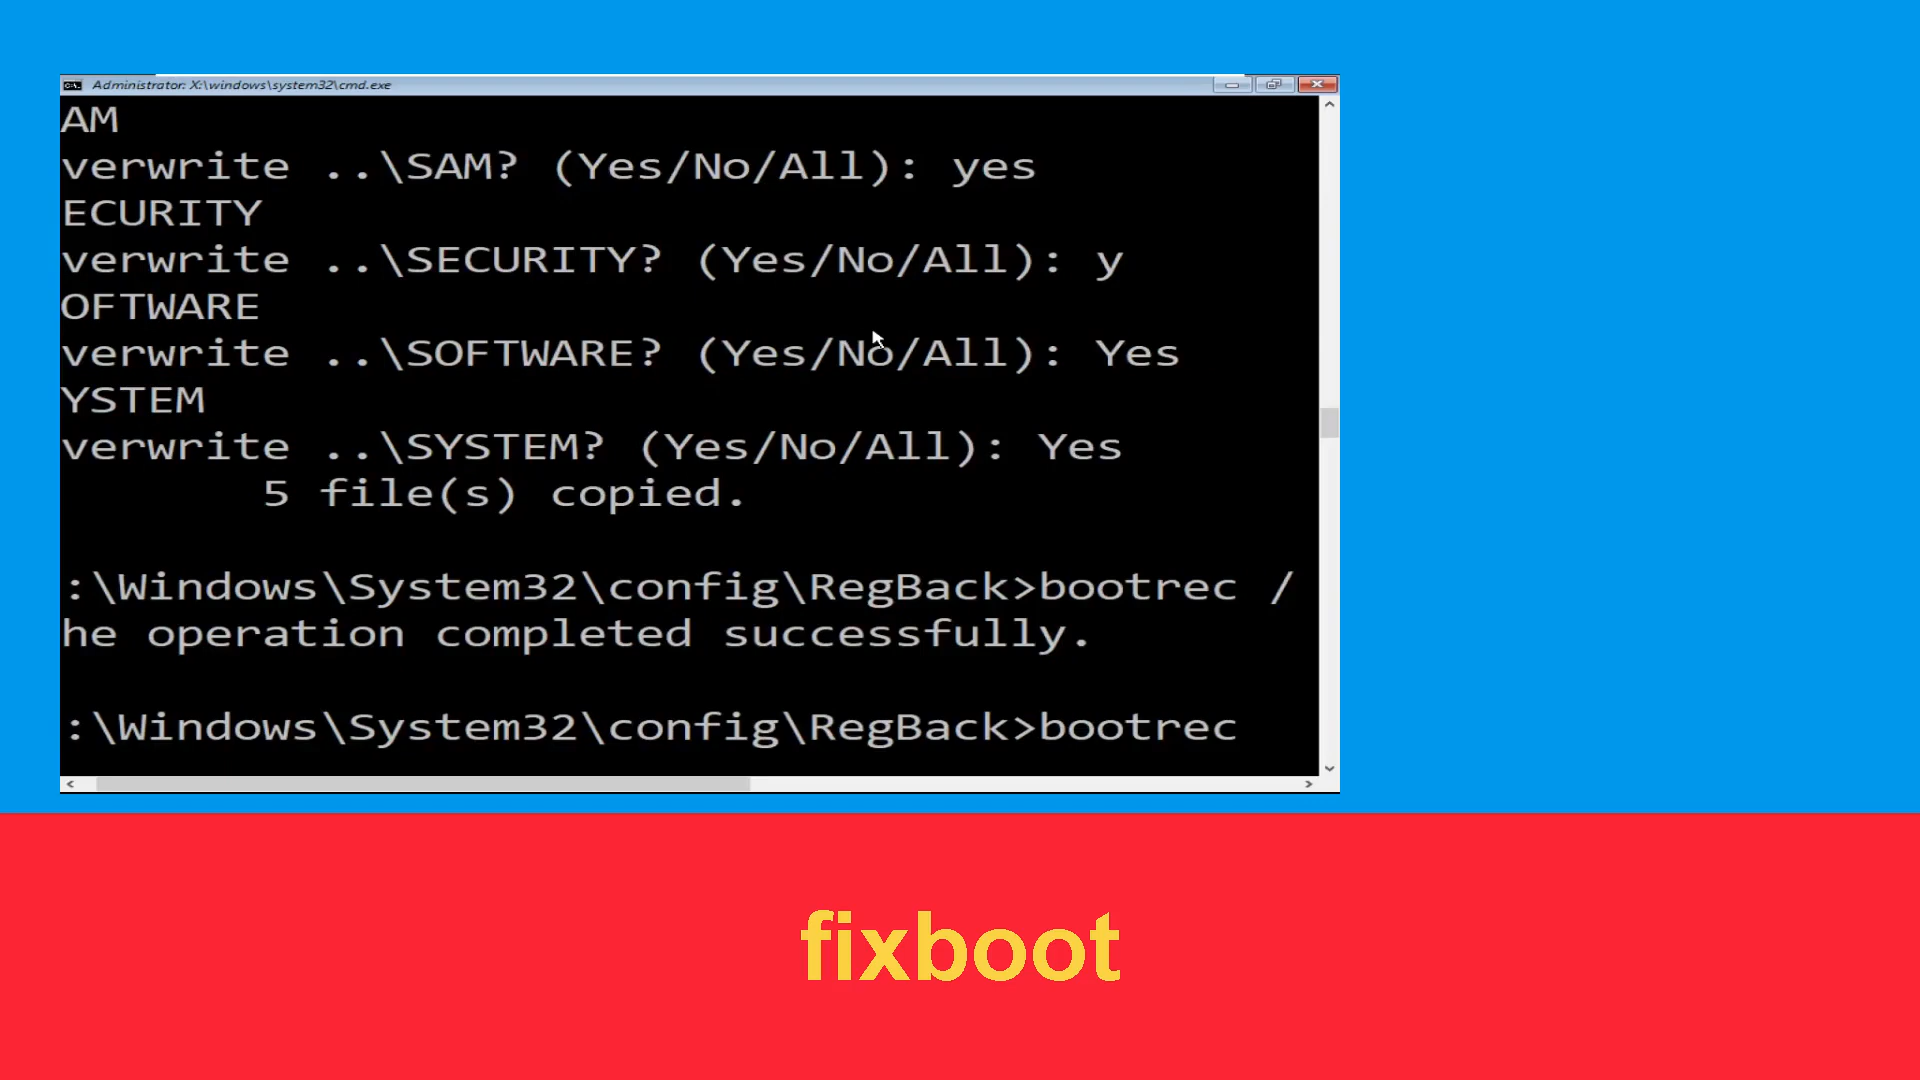 Administrator: X:\windows\system32\cmd.exe
AM
verwrite ..\SAM? (Yes/No/All): yes
ECURITY
verwrite ..\SECURITY? (Yes/No/All): y
OFTWARE
verwrite ..\SOFTWARE? (Yes/No/All): Yes
YSTEM
verwrite ..\SYSTEM? (Yes/No/All): Yes
5 file(s) copied.
:\Windows\System32\config\RegBack>bootrec /
he operation completed successfully.
:\Windows\System32\config\RegBack>bootrec
fixboot